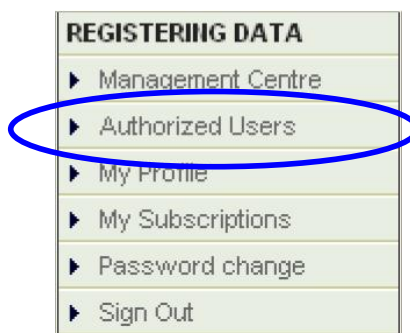 REGISTERING DATA
Management Centre
Authorized Users
My Profile
My Subscriptions
Password change
Sign Out